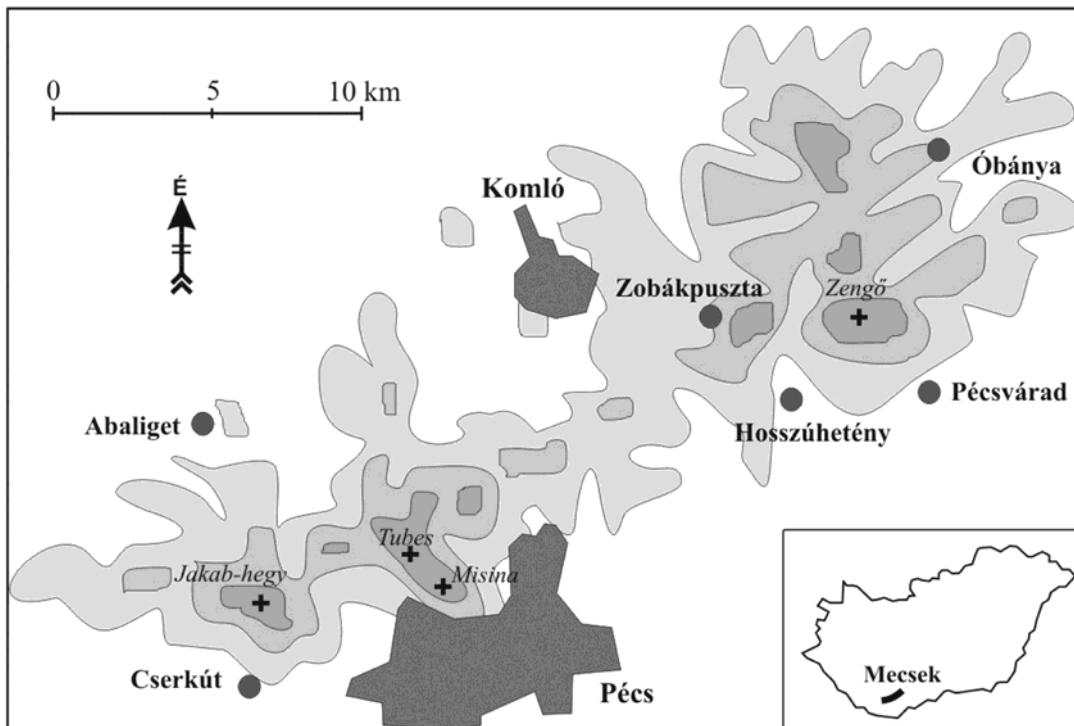 0 5 10 km
É
Komló
Óbánya
Zobákpuszta
Zengő
Abaliget
Pécsvárad
Hosszúhetény
Tubes
Jakab-hegy
Misina
Cserkút
Pécs
Mecsek